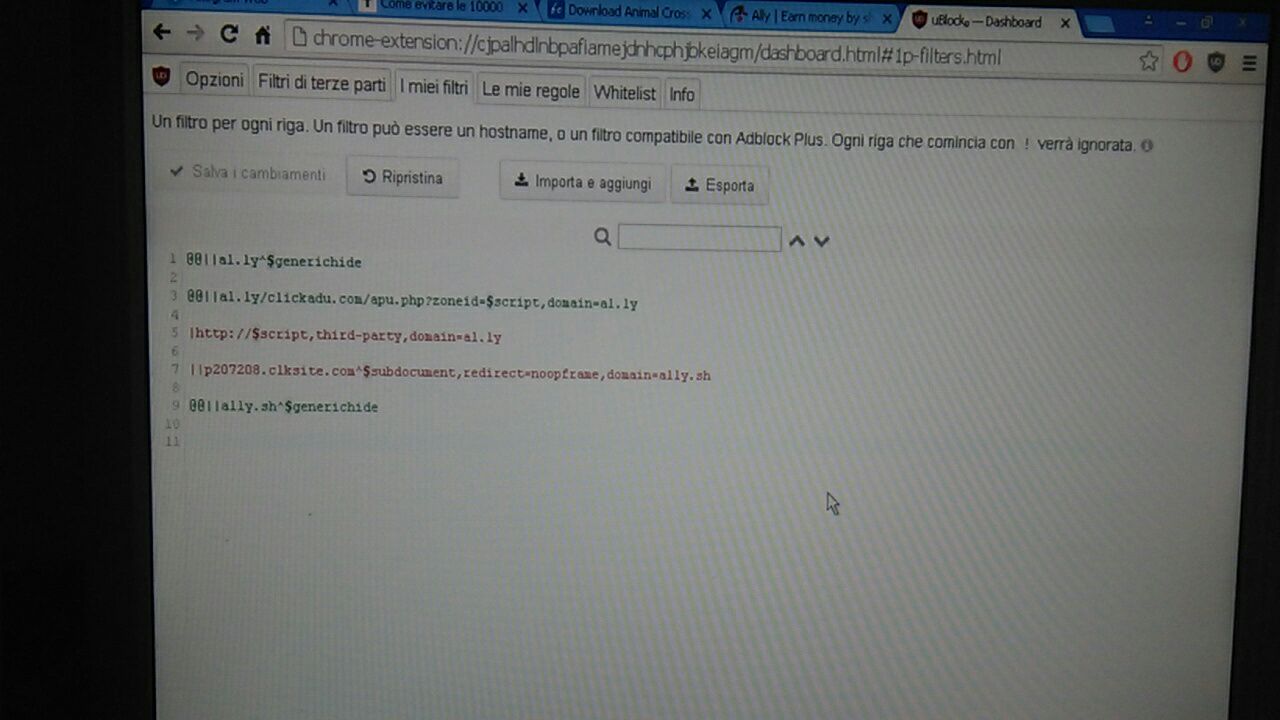 Come evitare le 10000
Download Animal Cross
Ally | Earn money by sh
uBlock₀ — Dashboard
chrome-extension://cjpalhdlnbpaflamejdnhcphjbkeiagm/dashboard.html#1p-filters.html
Opzioni Filtri di terze parti I miei filtri Le mie regole Whitelist Info
Un filtro per ogni riga. Un filtro può essere un hostname, o un filtro compatibile con Adblock Plus. Ogni riga che comincia con ! verrà ignorata.
Salva i cambiamenti Ripristina Importa e aggiungi Esporta
1 @@||al.ly^$generichide
2
3 @@||al.ly/clickadu.com/apu.php?zoneid=$script,domain=al.ly
4
5 |http://$script,third-party,domain=al.ly
6
7 ||p207208.clksite.com^$subdocument,redirect=noopframe,domain=ally.sh
8
9 @@||ally.sh^$generichide
10
11